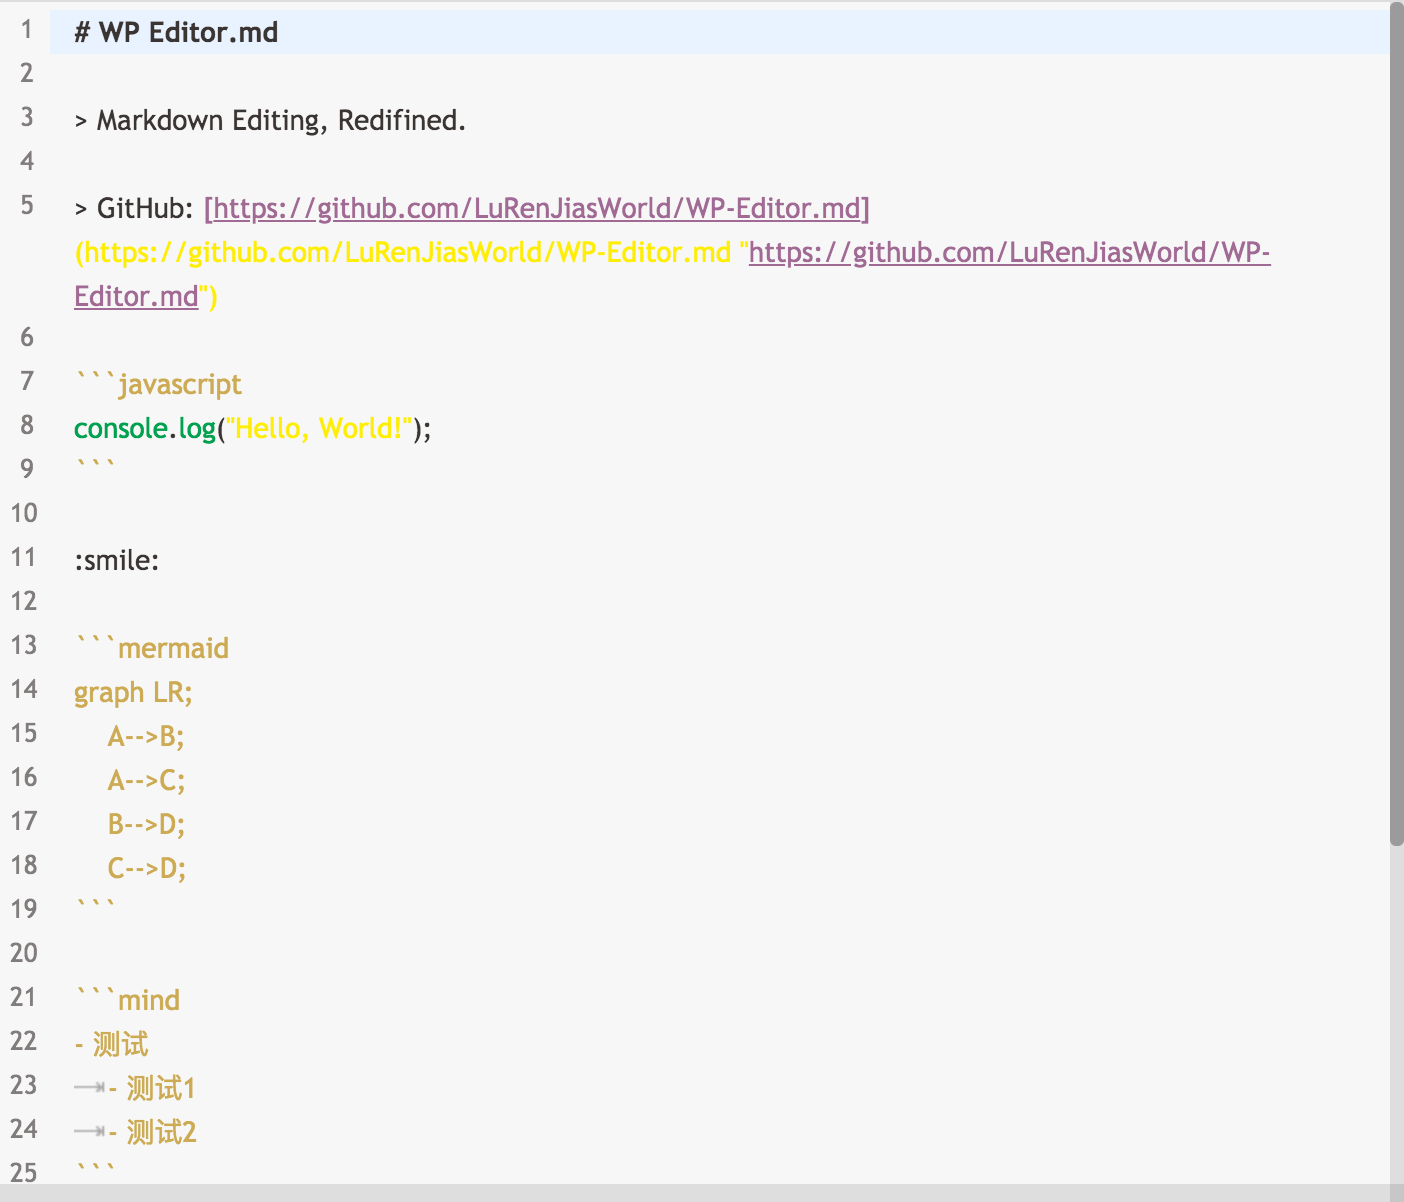 1 # WP Editor.md
2
3 > Markdown Editing, Redifined.
4
5 > GitHub: [https://github.com/LuRenJiasWorld/WP-Editor.md]
(https://github.com/LuRenJiasWorld/WP-Editor.md "https://github.com/LuRenJiasWorld/WP-
Editor.md")
6
7 ```javascript
8 console.log("Hello, World!");
9 ```
10
11 :smile:
12
13 ```mermaid
14 graph LR;
15     A-->B;
16     A-->C;
17     B-->D;
18     C-->D;
19 ```
20
21 ```mind
22 - 测试
23 	- 测试1
24 	- 测试2
25 ```